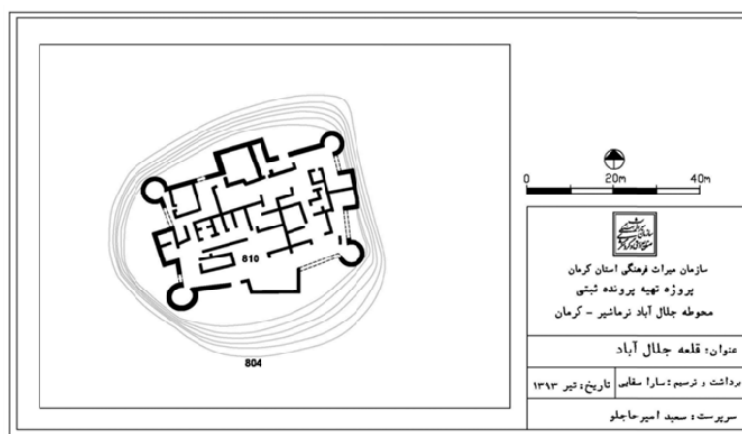 810
804
0 20m 40m
سازمان میراث فرهنگی استان کرمان
پروژه تهیه پرونده ثبتی
محوطه جلال آباد نرماشیر - کرمان
عنوان: قلعه جلال آباد
برداشت و ترسیم: سارا سقایی
تاریخ: تیر ۱۳۹۳
سرپرست: سعید امیرحاجلو